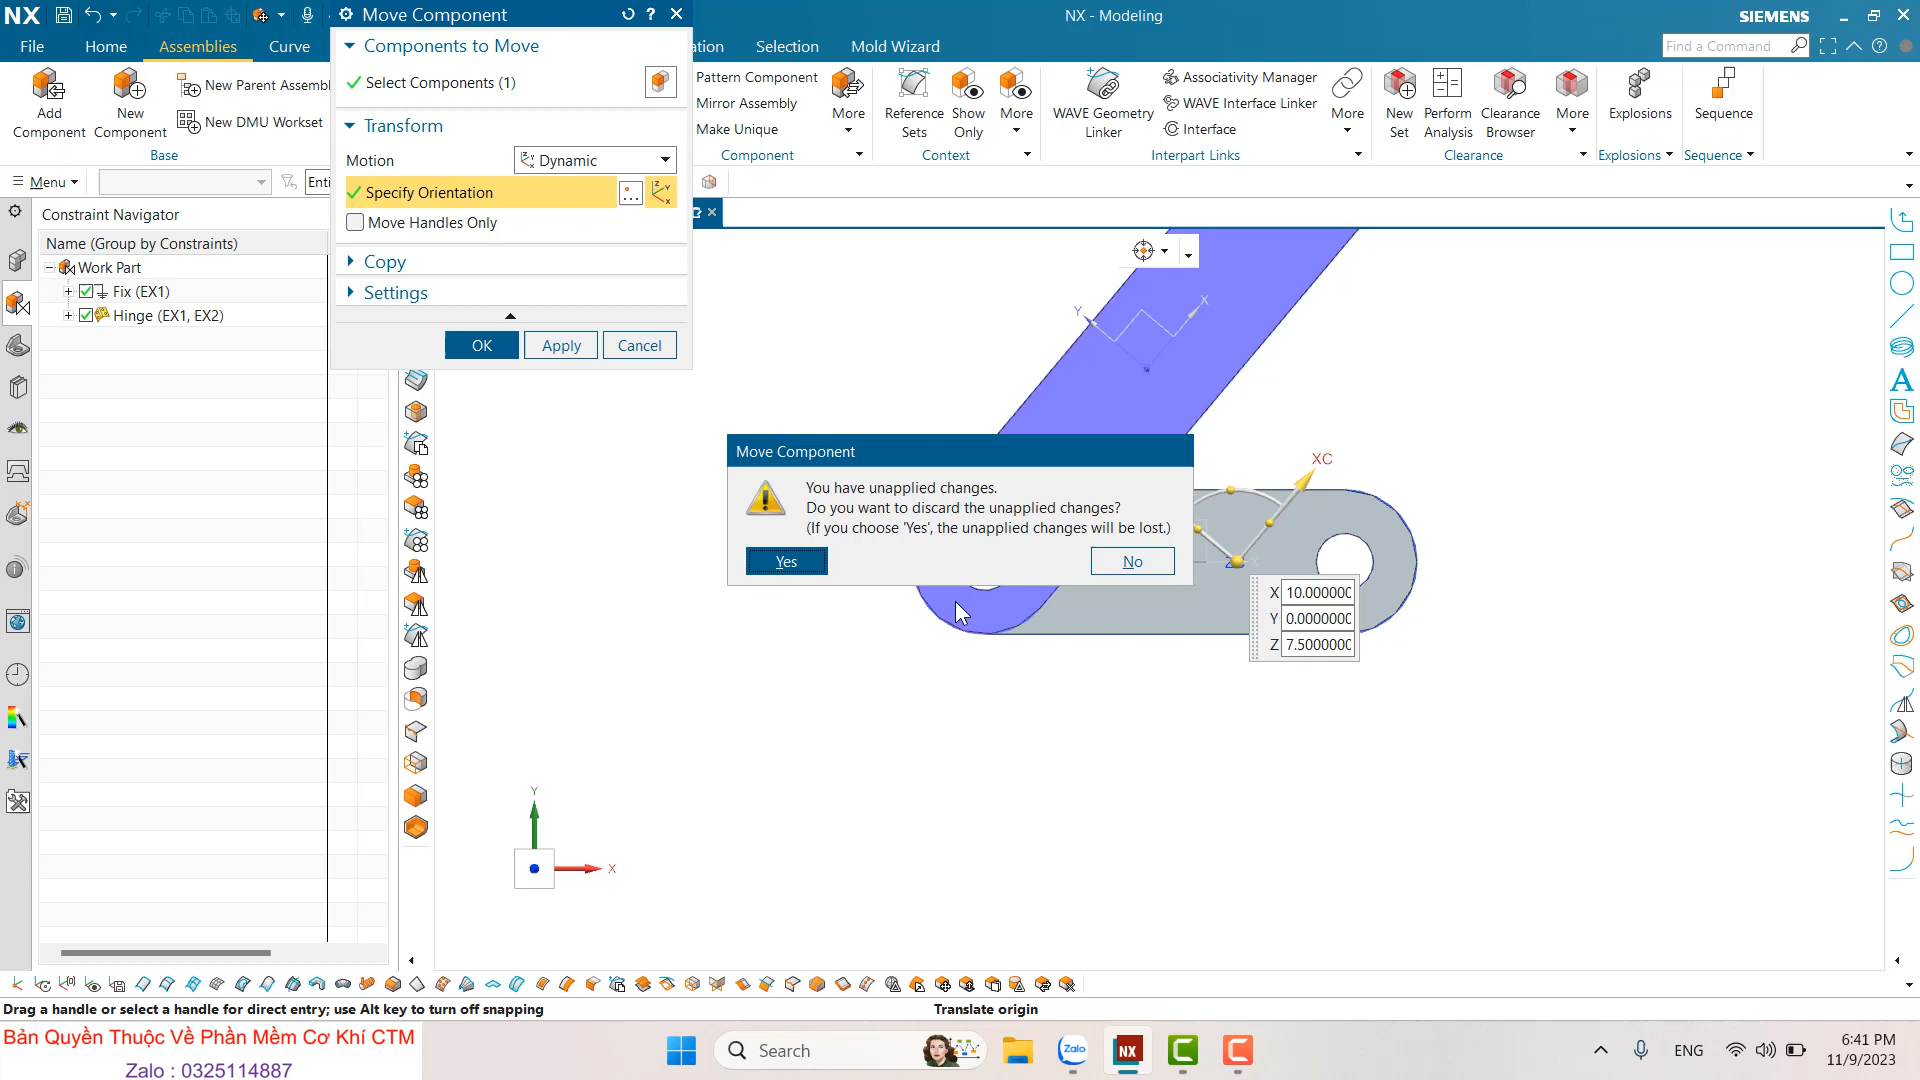 NX
Move Component
NX - Modeling
SIEMENS
File
Home
Assemblies
Curve
Components to Move
ation
Selection
Mold Wizard
Find a Command
Select Components (1)
Add Component
New Component
New Parent Assembl
New DMU Workset
Base
Transform
Motion
Dynamic
Pattern Component
Mirror Assembly
Make Unique
More
Component
Reference Sets
Show Only
More
Context
WAVE Geometry Linker
Associativity Manager
WAVE Interface Linker
Interface
More
Interpart Links
New Set
Perform Analysis
Clearance Browser
More
Clearance
Explosions
Explosions
Sequence
Sequence
Menu
Enti
Specify Orientation
Move Handles Only
Copy
Settings
OK
Apply
Cancel
Constraint Navigator
Name (Group by Constraints)
Work Part
Fix (EX1)
Hinge (EX1, EX2)
Y
X
XC
Move Component
You have unapplied changes.
Do you want to discard the unapplied changes?
(If you choose 'Yes', the unapplied changes will be lost.)
Yes
No
X 10.000000
Y 0.0000000
Z 7.5000000
Y
X
Drag a handle or select a handle for direct entry; use Alt key to turn off snapping
Translate origin
Bản Quyền Thuộc Về Phần Mềm Cơ Khí CTM
Zalo : 0325114887
Search
Zalo
NX
ENG
6:41 PM
11/9/2023